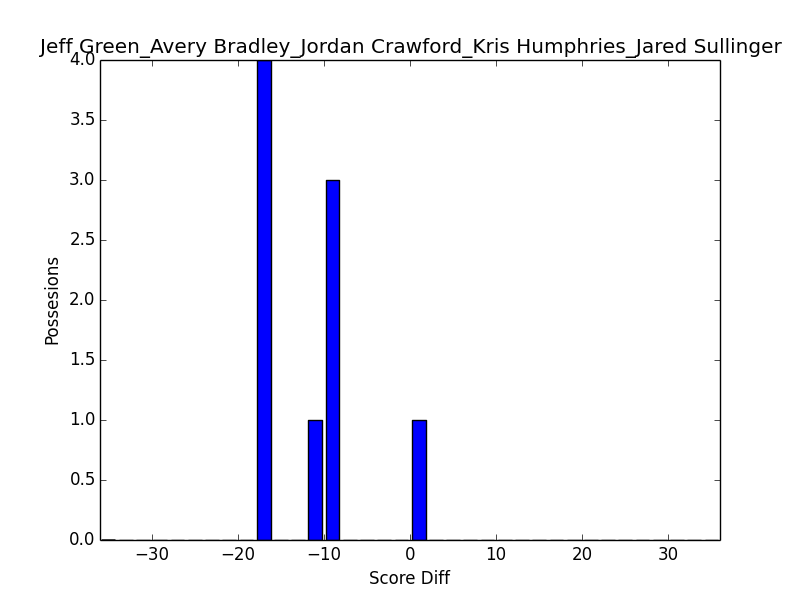 Jeff Green_Avery Bradley_Jordan Crawford_Kris Humphries_Jared Sullinger
4.0
3.5
3.0
2.5
2.0
1.5
1.0
0.5
0.0
Possesions
−30 −20 −10 0 10 20 30
Score Diff